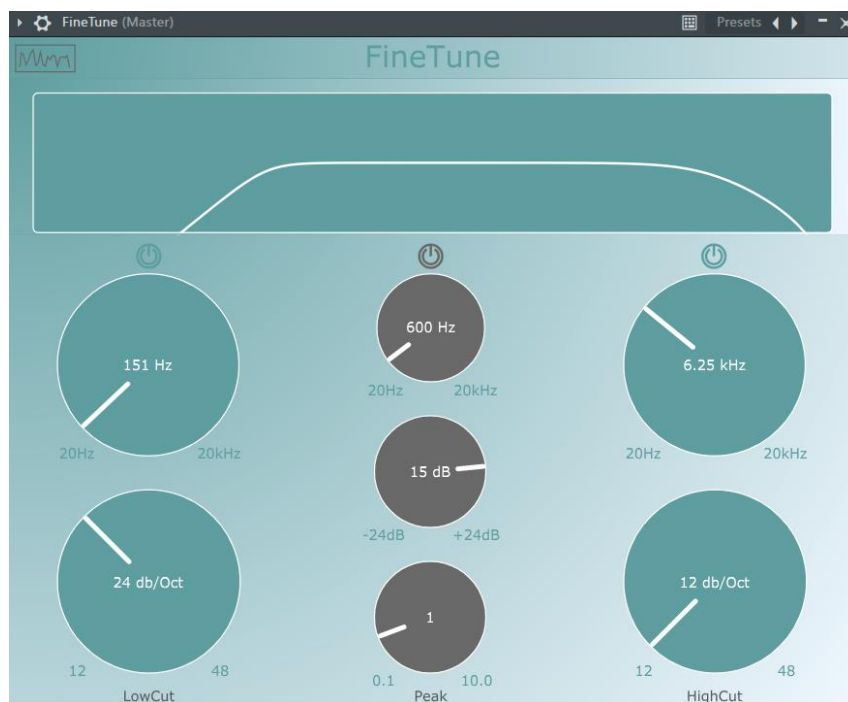 FineTune (Master)
Presets
FineTune
151 Hz
20Hz 20kHz
24 db/Oct
12 48
LowCut
600 Hz
20Hz 20kHz
15 dB
-24dB +24dB
1
0.1 10.0
Peak
6.25 kHz
20Hz 20kHz
12 db/Oct
12 48
HighCut